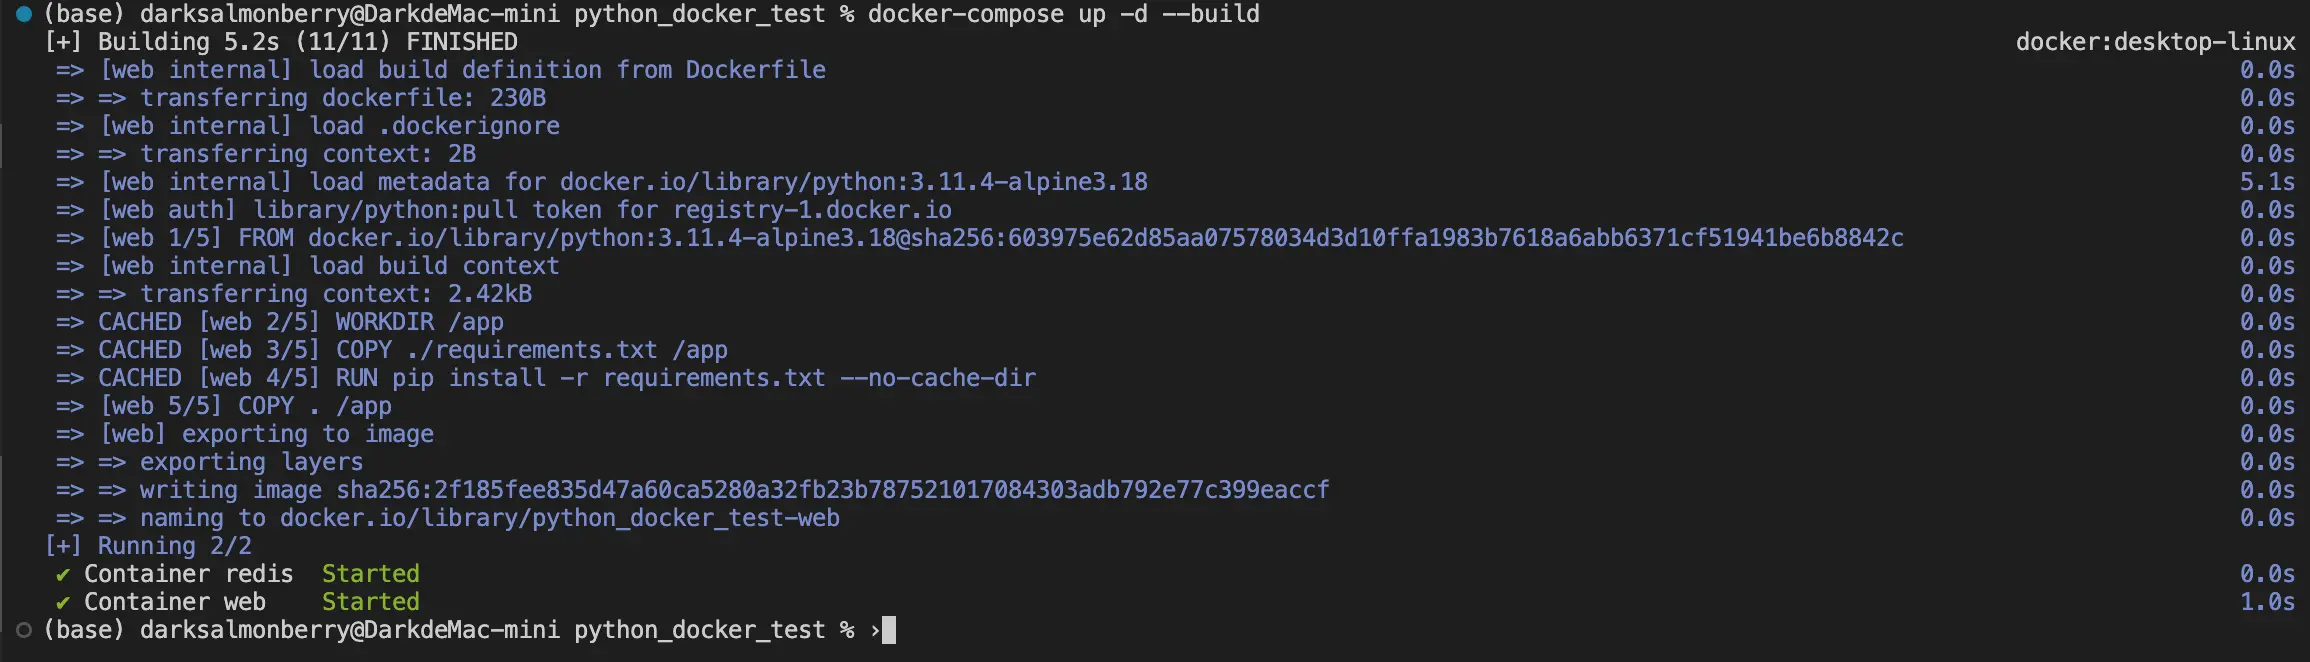 (base) darksalmonberry@DarkdeMac-mini python_docker_test % docker-compose up -d --build
[+] Building 5.2s (11/11) FINISHED docker:desktop-linux
=> [web internal] load build definition from Dockerfile 0.0s
=> => transferring dockerfile: 230B 0.0s
=> [web internal] load .dockerignore 0.0s
=> => transferring context: 2B 0.0s
=> [web internal] load metadata for docker.io/library/python:3.11.4-alpine3.18 5.1s
=> [web auth] library/python:pull token for registry-1.docker.io 0.0s
=> [web 1/5] FROM docker.io/library/python:3.11.4-alpine3.18@sha256:603975e62d85aa07578034d3d10ffa1983b7618a6abb6371cf51941be6b8842c 0.0s
=> [web internal] load build context 0.0s
=> => transferring context: 2.42kB 0.0s
=> CACHED [web 2/5] WORKDIR /app 0.0s
=> CACHED [web 3/5] COPY ./requirements.txt /app 0.0s
=> CACHED [web 4/5] RUN pip install -r requirements.txt --no-cache-dir 0.0s
=> [web 5/5] COPY . /app 0.0s
=> [web] exporting to image 0.0s
=> => exporting layers 0.0s
=> => writing image sha256:2f185fee835d47a60ca5280a32fb23b787521017084303adb792e77c399eaccf 0.0s
=> => naming to docker.io/library/python_docker_test-web 0.0s
[+] Running 2/2
✔ Container redis Started 0.0s
✔ Container web Started 1.0s
(base) darksalmonberry@DarkdeMac-mini python_docker_test % ›